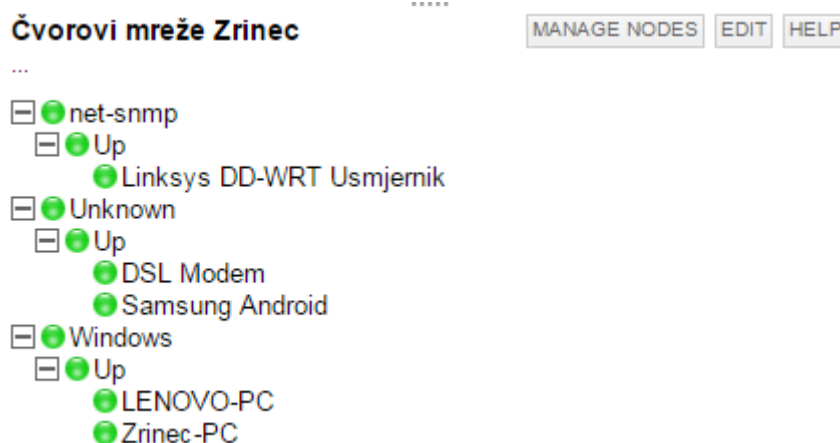 Čvorovi mreže Zrinec
MANAGE NODES EDIT HELP
...
net-snmp
Up
Linksys DD-WRT Usmjernik
Unknown
Up
DSL Modem
Samsung Android
Windows
Up
LENOVO-PC
Zrinec-PC